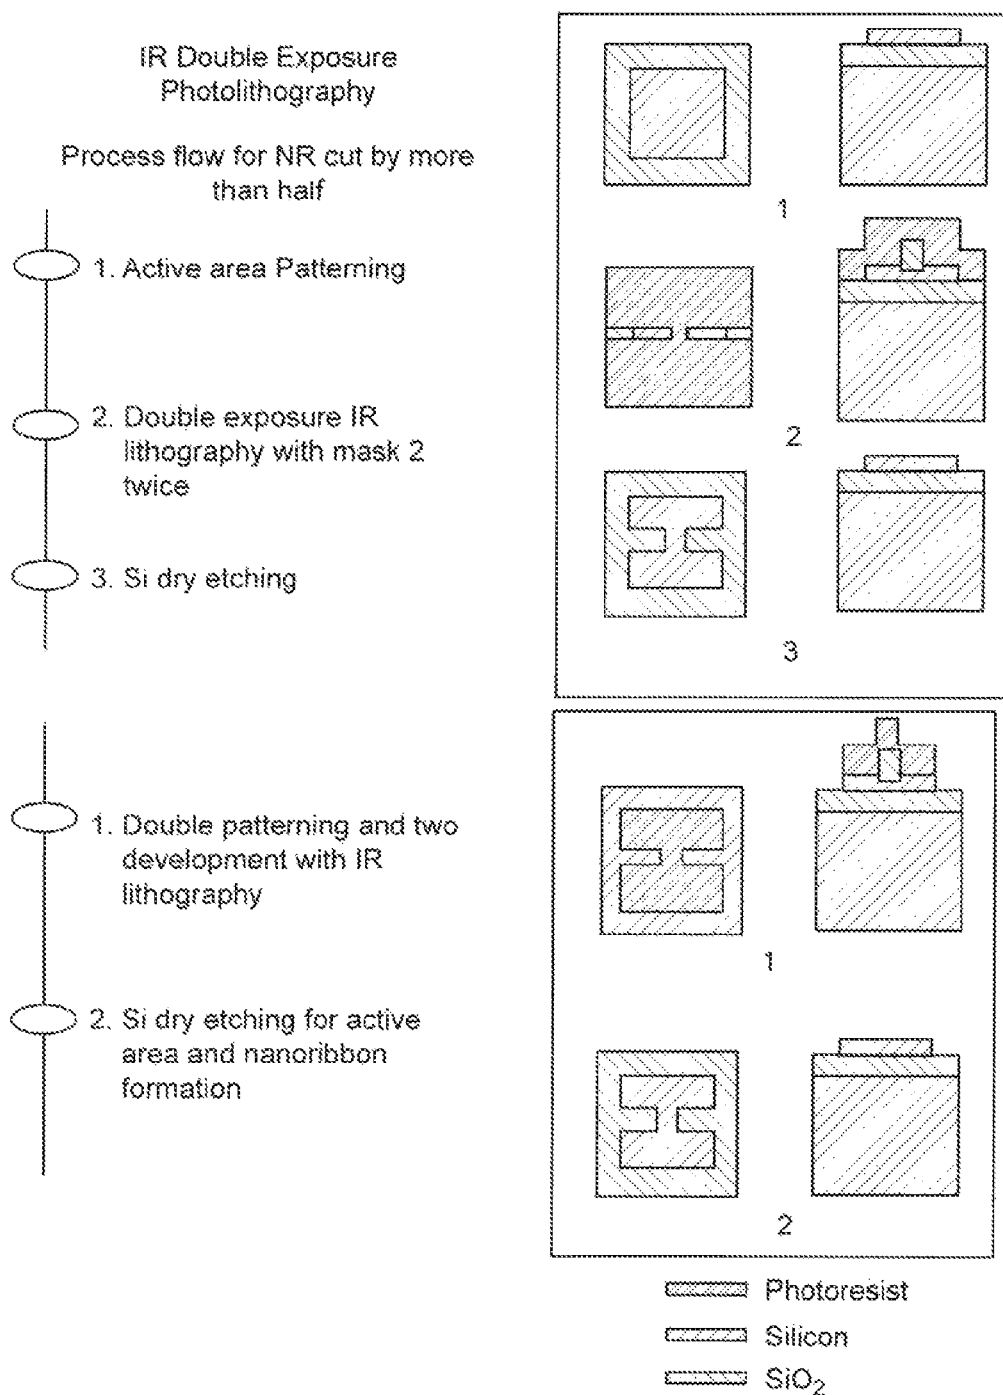 IR Double Exposure
Photolithography
Process flow for NR cut by more
than half
1. Active area Patterning
2. Double exposure IR
lithography with mask 2
twice
3. Si dry etching
1
2
3
1. Double patterning and two
development with IR
lithography
2. Si dry etching for active
area and nanoribbon
formation
1
2
Photoresist
Silicon
SiO₂